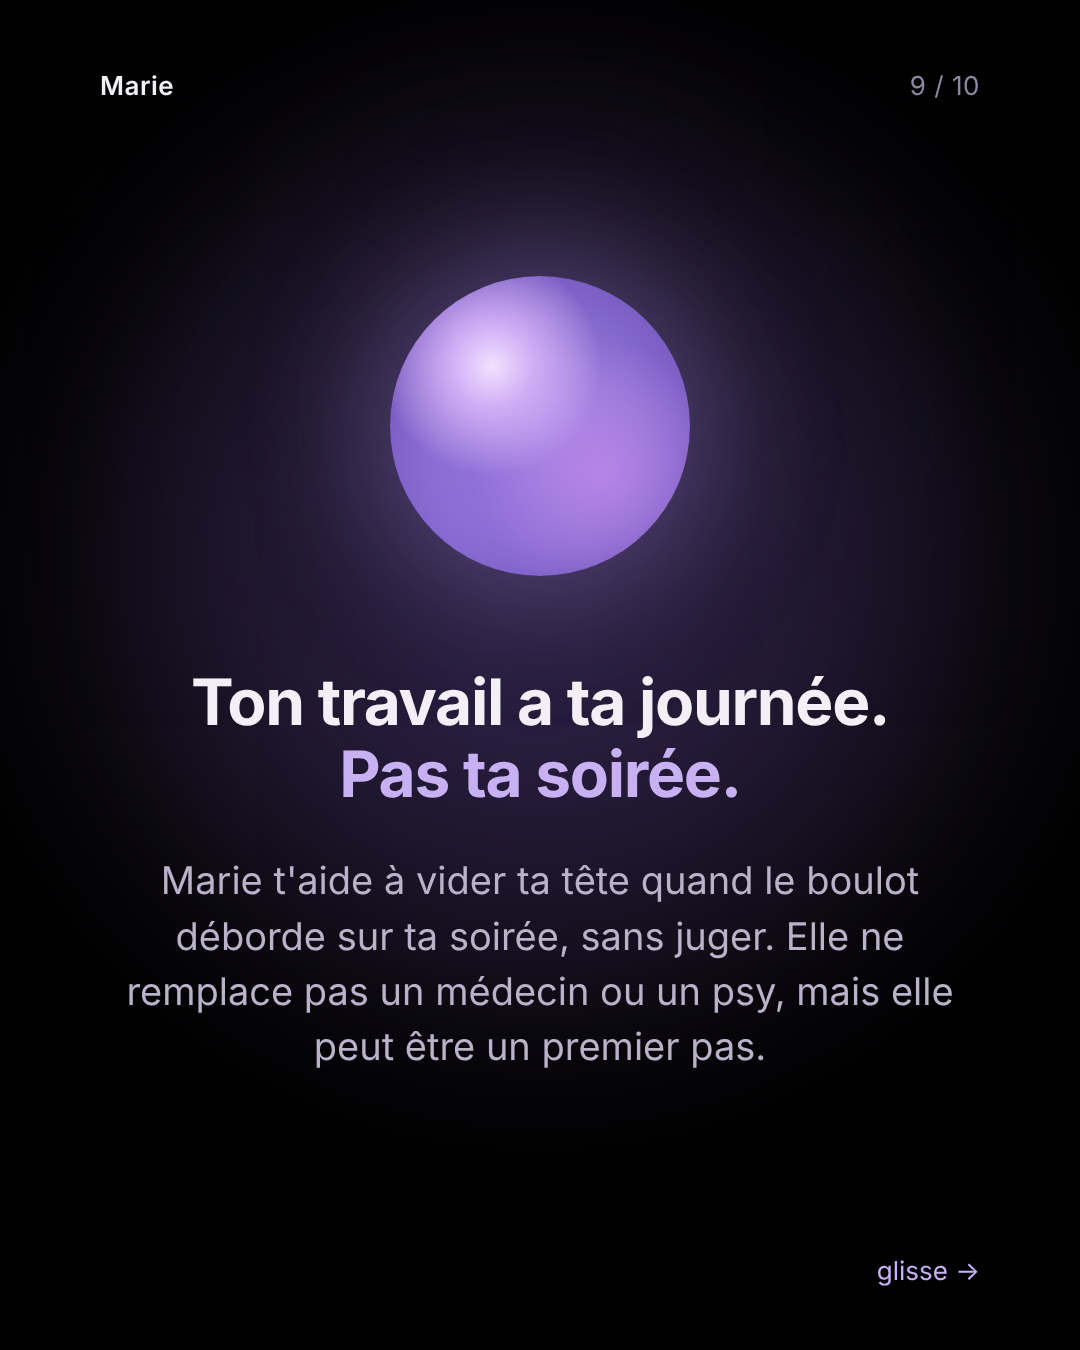 Marie
9 / 10
Ton travail a ta journée.
Pas ta soirée.
Marie t'aide à vider ta tête quand le boulot
déborde sur ta soirée, sans juger. Elle ne
remplace pas un médecin ou un psy, mais elle
peut être un premier pas.
glisse →